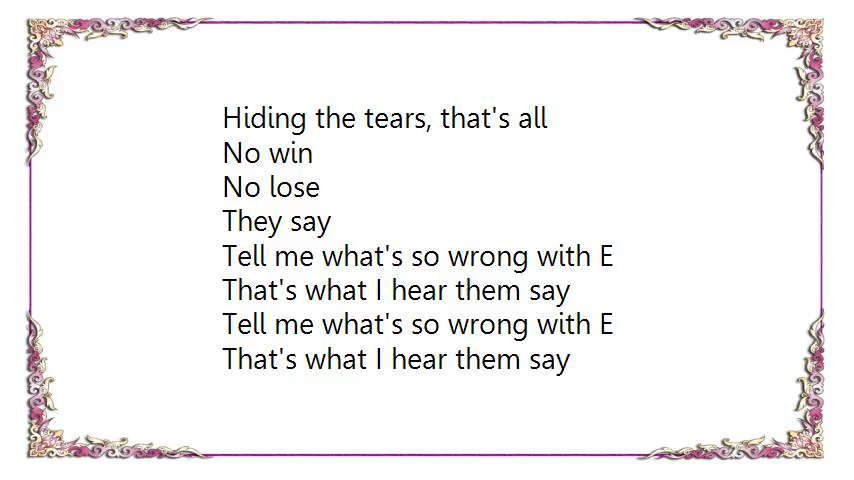 Hiding the tears, that's all
No win
No lose
They say
Tell me what's so wrong with E
That's what I hear them say
Tell me what's so wrong with E
That's what I hear them say